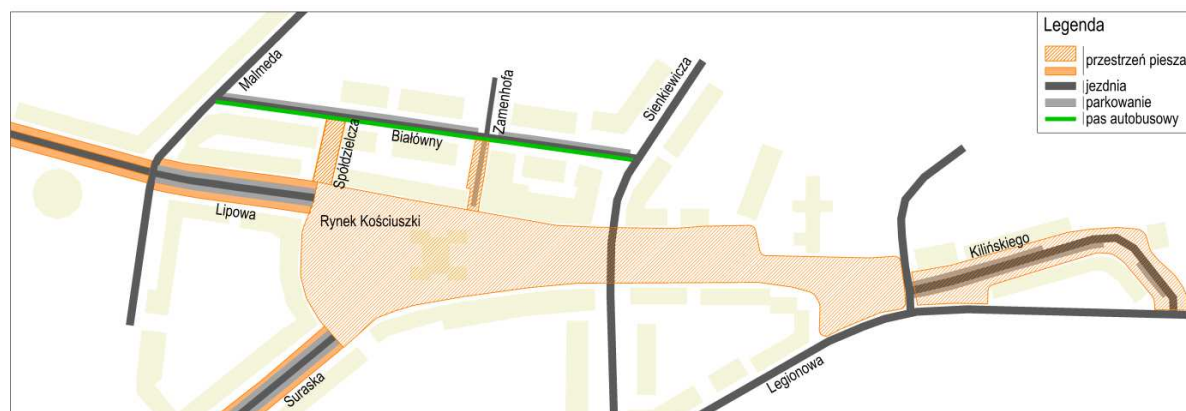 Legenda
przestrzeń piesza
jezdnia
parkowanie
pas autobusowy
Malmeda
Zamenhofa
Sienkiewicza
Spółdzielcza
Białówny
Lipowa
Rynek Kościuszki
Kilińskiego
Suraska
Legionowa